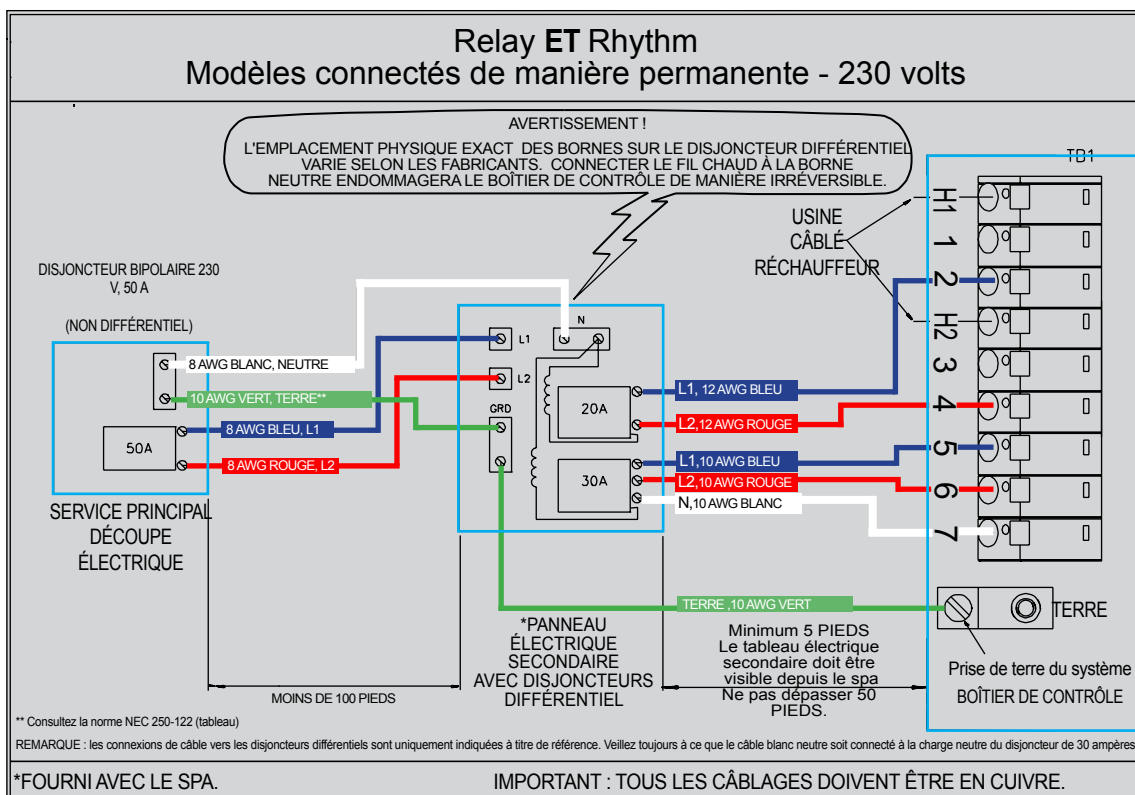 Relay ET Rhythm
Modèles connectés de manière permanente - 230 volts
AVERTISSEMENT !
L'EMPLACEMENT PHYSIQUE EXACT DES BORNES SUR LE DISJONCTEUR DIFFÉRENTIEL
VARIE SELON LES FABRICANTS. CONNECTER LE FIL CHAUD À LA BORNE
NEUTRE ENDOMMAGERA LE BOÎTIER DE CONTRÔLE DE MANIÈRE IRRÉVERSIBLE.
DISJONCTEUR BIPOLAIRE 230
V, 50 A
(NON DIFFÉRENTIEL)
8 AWG BLANC, NEUTRE
10 AWG VERT, TERRE**
8 AWG BLEU, L1
8 AWG ROUGE, L2
50A
SERVICE PRINCIPAL
DÉCOUPE
ÉLECTRIQUE
MOINS DE 100 PIEDS
L1
L2
GRD
N
20A
30A
*PANNEAU
ÉLECTRIQUE
SECONDAIRE
AVEC DISJONCTEURS
DIFFÉRENTIEL
L1, 12 AWG BLEU
L2,12 AWG ROUGE
L1,10 AWG BLEU
L2,10 AWG ROUGE
N,10 AWG BLANC
TERRE ,10 AWG VERT
Minimum 5 PIEDS
Le tableau électrique
secondaire doit être
visible depuis le spa
Ne pas dépasser 50
PIEDS.
USINE
CÂBLÉ
RÉCHAUFFEUR
TB1
H1
1
2
H2
3
4
5
6
7
TERRE
Prise de terre du système
BOÎTIER DE CONTRÔLE
** Consultez la norme NEC 250-122 (tableau)
REMARQUE : les connexions de câble vers les disjoncteurs différentiels sont uniquement indiquées à titre de référence. Veillez toujours à ce que le câble blanc neutre soit connecté à la charge neutre du disjoncteur de 30 ampères
*FOURNI AVEC LE SPA.
IMPORTANT : TOUS LES CÂBLAGES DOIVENT ÊTRE EN CUIVRE.